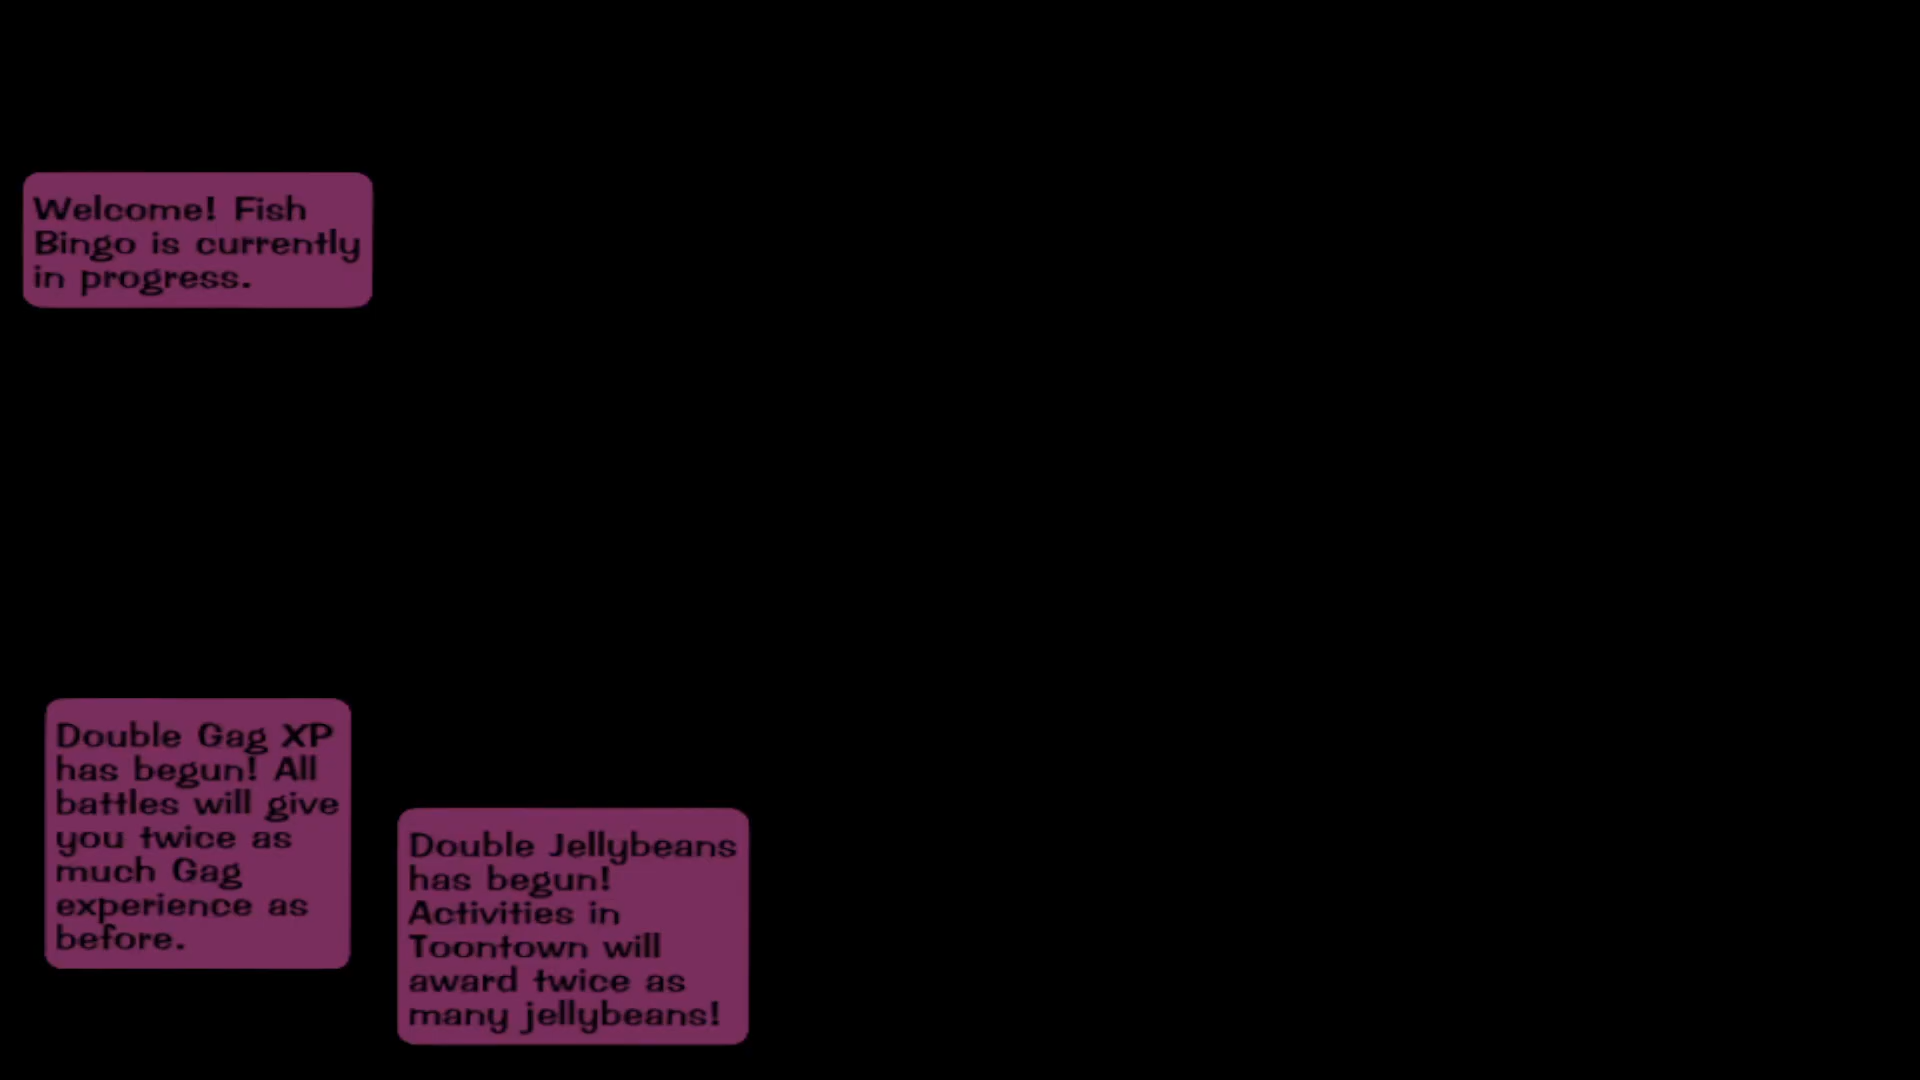 Welcome! Fish
Bingo is currently
in progress.
Double Gag XP
has begun! All
battles will give
you twice as
much Gag
experience as
before.
Double Jellybeans
has begun!
Activities in
Toontown will
award twice as
many jellybeans!